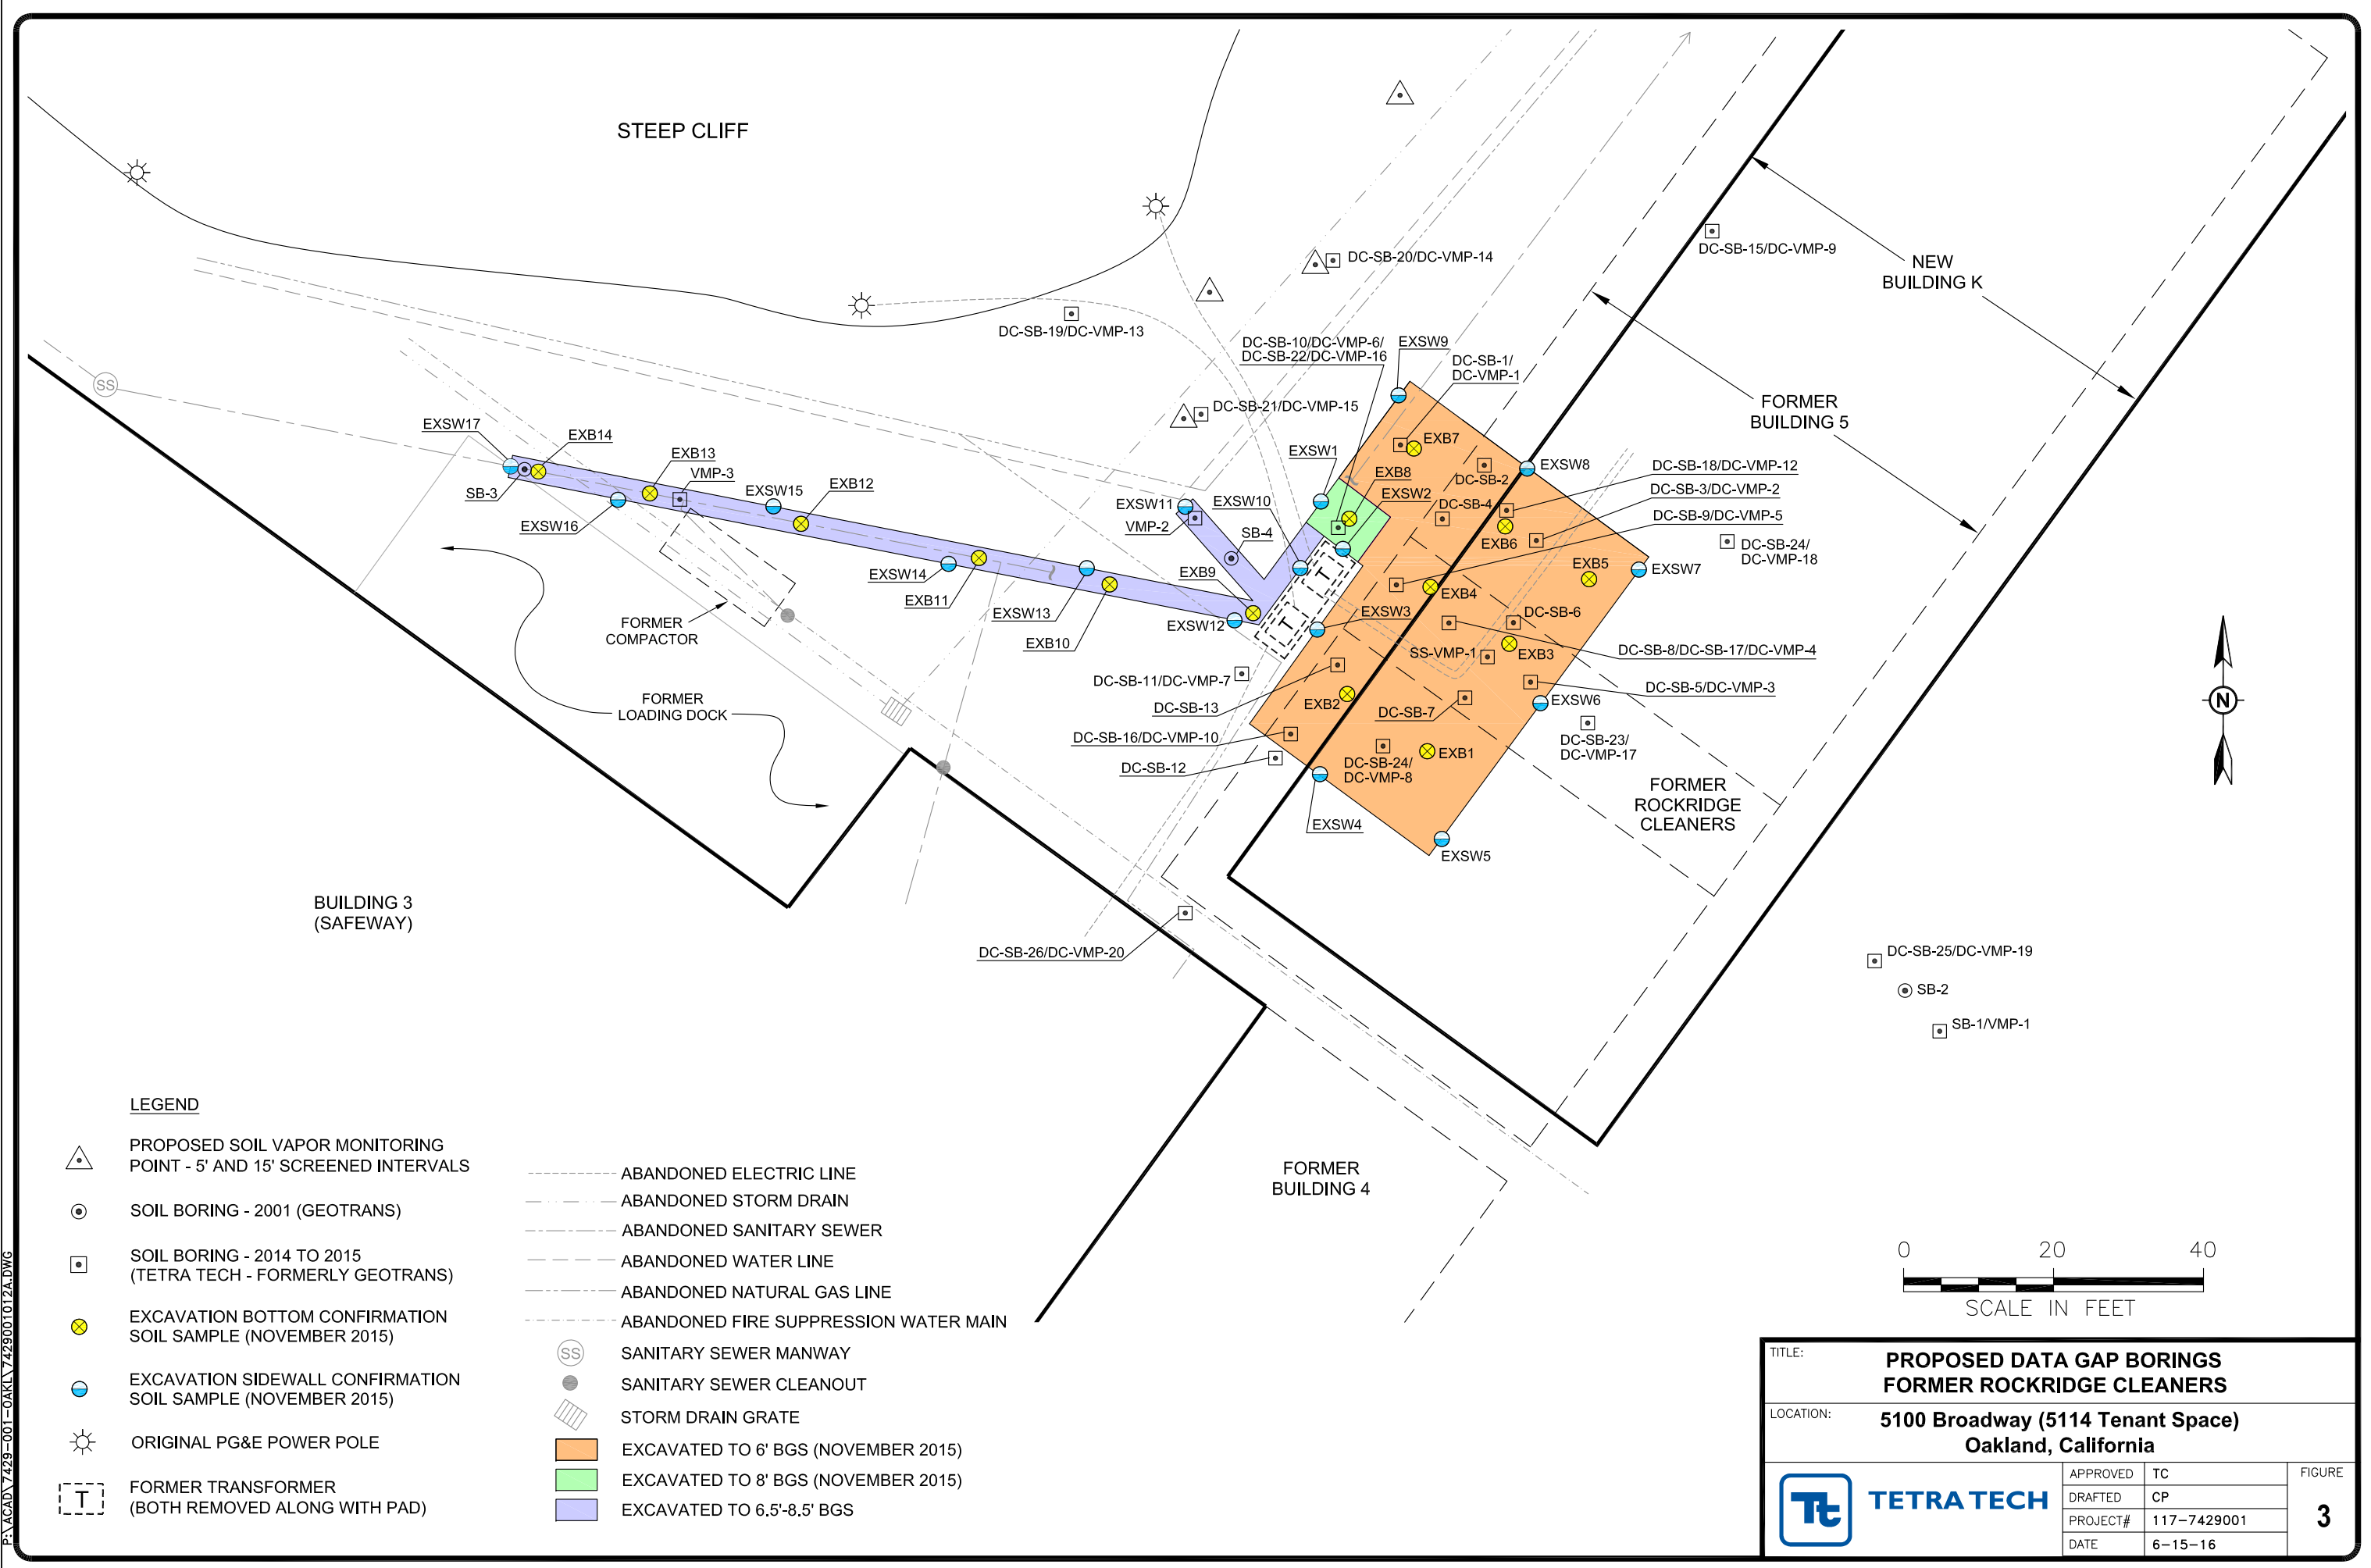 STEEP CLIFF
DC-SB-15/DC-VMP-9
NEW
BUILDING K
DC-SB-20/DC-VMP-14
DC-SB-19/DC-VMP-13
DC-SB-10/DC-VMP-6/
DC-SB-22/DC-VMP-16
EXSW9
DC-SB-1/
DC-VMP-1
FORMER
BUILDING 5
SS
DC-SB-21/DC-VMP-15
EXSW17
EXB14
EXB13
VMP-3
EXSW15
EXB12
SB-3
EXSW16
EXSW11
VMP-2
EXSW10
SB-4
EXSW1
EXB7
EXB8
EXSW2
DC-SB-2
DC-SB-4
EXSW8
DC-SB-18/DC-VMP-12
DC-SB-3/DC-VMP-2
DC-SB-9/DC-VMP-5
EXB6
DC-SB-24/
DC-VMP-18
EXSW7
EXB5
EXSW14
EXB11
EXSW13
EXB10
EXB9
EXSW12
T
T
EXB4
EXSW3
DC-SB-6
SS-VMP-1
EXB3
DC-SB-8/DC-SB-17/DC-VMP-4
DC-SB-5/DC-VMP-3
FORMER
COMPACTOR
FORMER
LOADING DOCK
DC-SB-11/DC-VMP-7
DC-SB-13
EXB2
DC-SB-7
EXSW6
DC-SB-16/DC-VMP-10
DC-SB-12
DC-SB-24/
DC-VMP-8
EXB1
DC-SB-23/
DC-VMP-17
FORMER
ROCKRIDGE
CLEANERS
N
EXSW4
EXSW5
BUILDING 3
(SAFEWAY)
DC-SB-26/DC-VMP-20
DC-SB-25/DC-VMP-19
SB-2
SB-1/VMP-1
FORMER
BUILDING 4
LEGEND
PROPOSED SOIL VAPOR MONITORING
POINT - 5' AND 15' SCREENED INTERVALS
SOIL BORING - 2001 (GEOTRANS)
SOIL BORING - 2014 TO 2015
(TETRA TECH - FORMERLY GEOTRANS)
EXCAVATION BOTTOM CONFIRMATION
SOIL SAMPLE (NOVEMBER 2015)
EXCAVATION SIDEWALL CONFIRMATION
SOIL SAMPLE (NOVEMBER 2015)
ORIGINAL PG&E POWER POLE
T
FORMER TRANSFORMER
(BOTH REMOVED ALONG WITH PAD)
ABANDONED ELECTRIC LINE
ABANDONED STORM DRAIN
ABANDONED SANITARY SEWER
ABANDONED WATER LINE
ABANDONED NATURAL GAS LINE
ABANDONED FIRE SUPPRESSION WATER MAIN
SS
SANITARY SEWER MANWAY
SANITARY SEWER CLEANOUT
STORM DRAIN GRATE
EXCAVATED TO 6' BGS (NOVEMBER 2015)
EXCAVATED TO 8' BGS (NOVEMBER 2015)
EXCAVATED TO 6.5'-8.5' BGS
0 20 40
SCALE IN FEET
TITLE:
PROPOSED DATA GAP BORINGS
FORMER ROCKRIDGE CLEANERS
LOCATION:
5100 Broadway (5114 Tenant Space)
Oakland, California
Tt
TETRA TECH
APPROVED TC
DRAFTED CP
PROJECT# 117-7429001
DATE 6-15-16
FIGURE
3
P:\ACAD\7429-001-OAKL\7429001012A.DWG